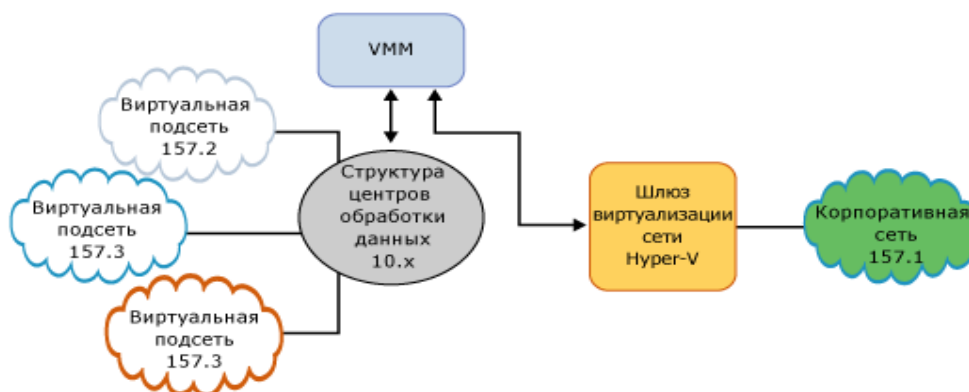 VMM
Виртуальная
подсеть
157.2
Виртуальная
подсеть
157.3
Виртуальная
подсеть
157.3
Структура
центров
обработки
данных
10.x
Шлюз
виртуализации
сети
Hyper-V
Корпоративная
сеть
157.1